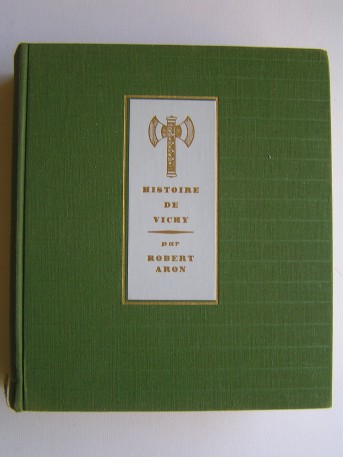 HISTOIRE
DE
VICHY
par
ROBERT
ARON